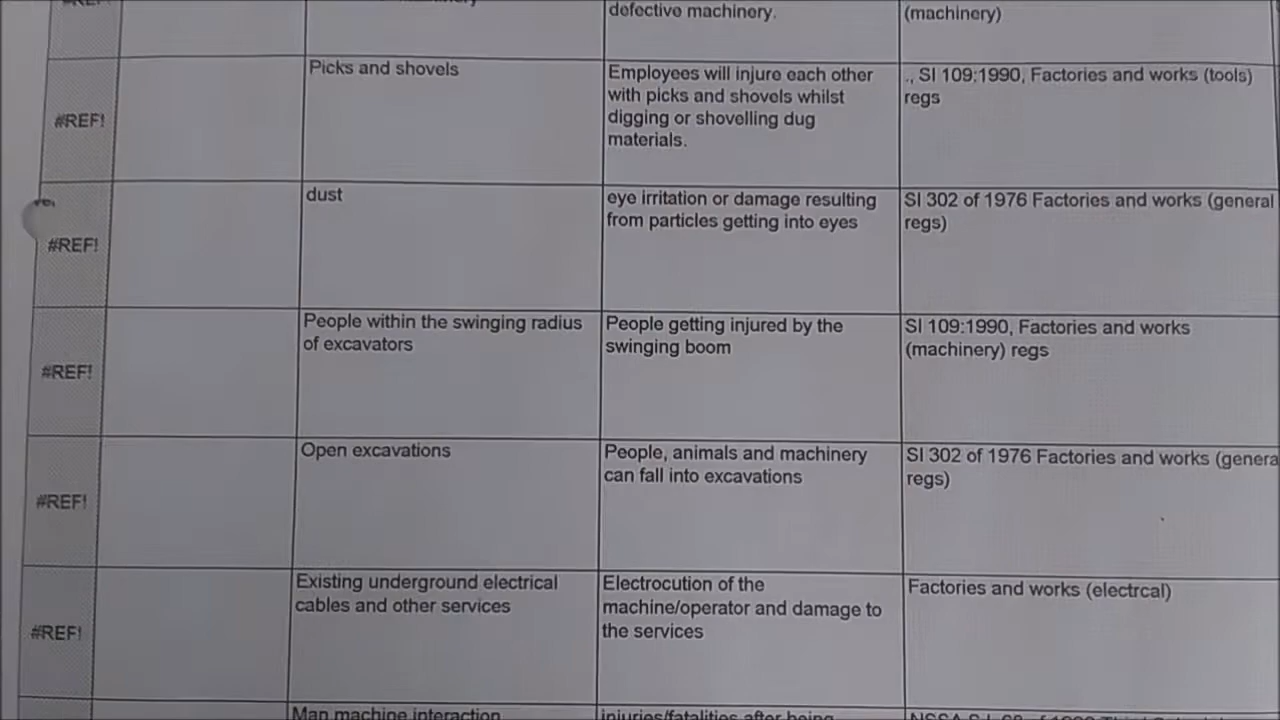 defective machinery.
(machinery)
#REF!
Picks and shovels
Employees will injure each other
with picks and shovels whilst
digging or shovelling dug
materials.
., SI 109:1990, Factories and works (tools)
regs
#REF!
dust
eye irritation or damage resulting
from particles getting into eyes
SI 302 of 1976 Factories and works (general
regs)
#REF!
People within the swinging radius
of excavators
People getting injured by the
swinging boom
SI 109:1990, Factories and works
(machinery) regs
#REF!
Open excavations
People, animals and machinery
can fall into excavations
SI 302 of 1976 Factories and works (genera
regs)
#REF!
Existing underground electrical
cables and other services
Electrocution of the
machine/operator and damage to
the services
Factories and works (electrcal)
Man machine interaction
injuries/fatalities after being